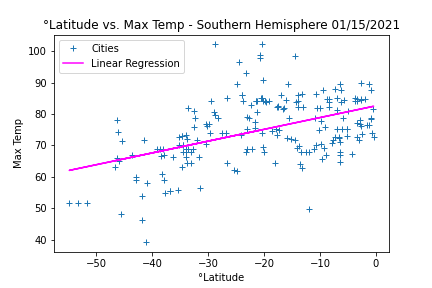 °Latitude vs. Max Temp - Southern Hemisphere 01/15/2021
Cities
Linear Regression
100
90
80
70
60
50
40
Max Temp
−50
−40
−30
−20
−10
0
°Latitude